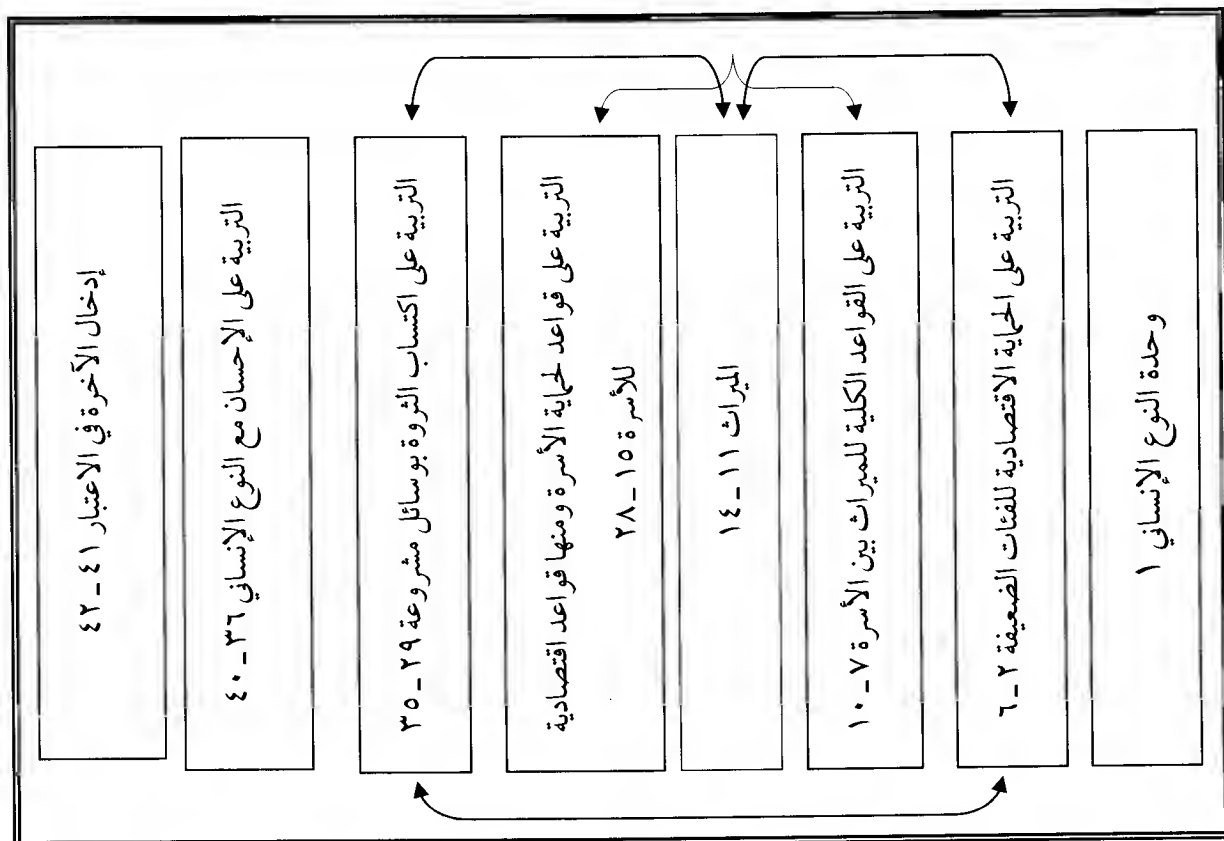 وحدة النوع الإنساني ١
التربية على الحماية الاقتصادية للفئات الضعيفة ٢_٦
التربية على القواعد الكلية للميراث بين الأسرة ٧_١٠
الميراث ١١_١٤
التربية على قواعد لحماية الأسرة ومنها قواعد اقتصادية
للأسرة ١٥_٢٨
التربية على اكتساب الثروة بوسائل مشروعة ٢٩_٣٥
التربية على الإحسان مع النوع الإنساني ٣٦_٤٠
إدخال الآخرة في الاعتبار ٤١_٤٢